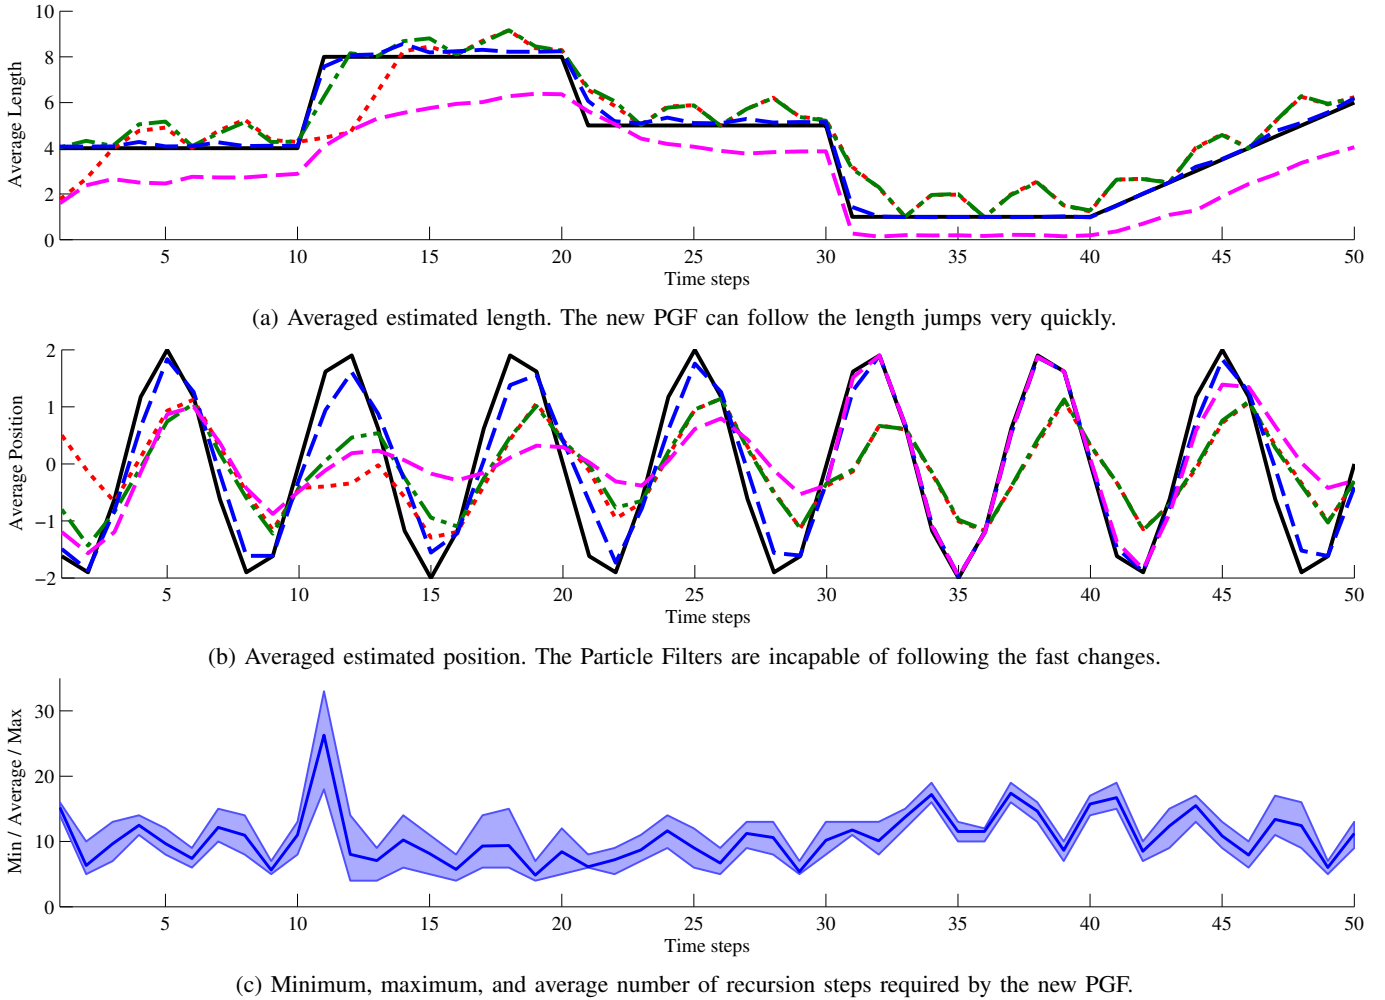 10
8
6
4
2
0
Average Length
5 10 15 20 25 30 35 40 45 50
Time steps
(a) Averaged estimated length. The new PGF can follow the length jumps very quickly.
2
1
0
−1
−2
Average Position
5 10 15 20 25 30 35 40 45 50
Time steps
(b) Averaged estimated position. The Particle Filters are incapable of following the fast changes.
30
20
10
0
Min / Average / Max
5 10 15 20 25 30 35 40 45 50
Time steps
(c) Minimum, maximum, and average number of recursion steps required by the new PGF.